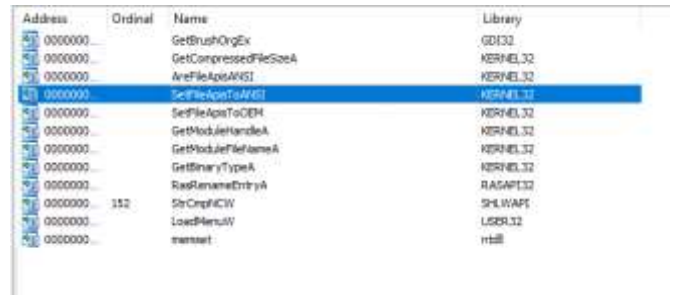 Address Ordinal Name Library
0000000... GetBrushOrgEx GDI32
0000000... GetCompressedFileSizeA KERNEL32
0000000... AreFileApisANSI KERNEL32
0000000... SetFileApisToANSI KERNEL32
0000000... SetFileApisToOEM KERNEL32
0000000... GetModuleHandleA KERNEL32
0000000... GetModuleFileNameA KERNEL32
0000000... GetBinaryTypeA KERNEL32
0000000... RasRenameEntryA RASAPI32
0000000... 152 StrCmpNCW SHLWAPI
0000000... LoadMenuW USER32
0000000... memset ntdll